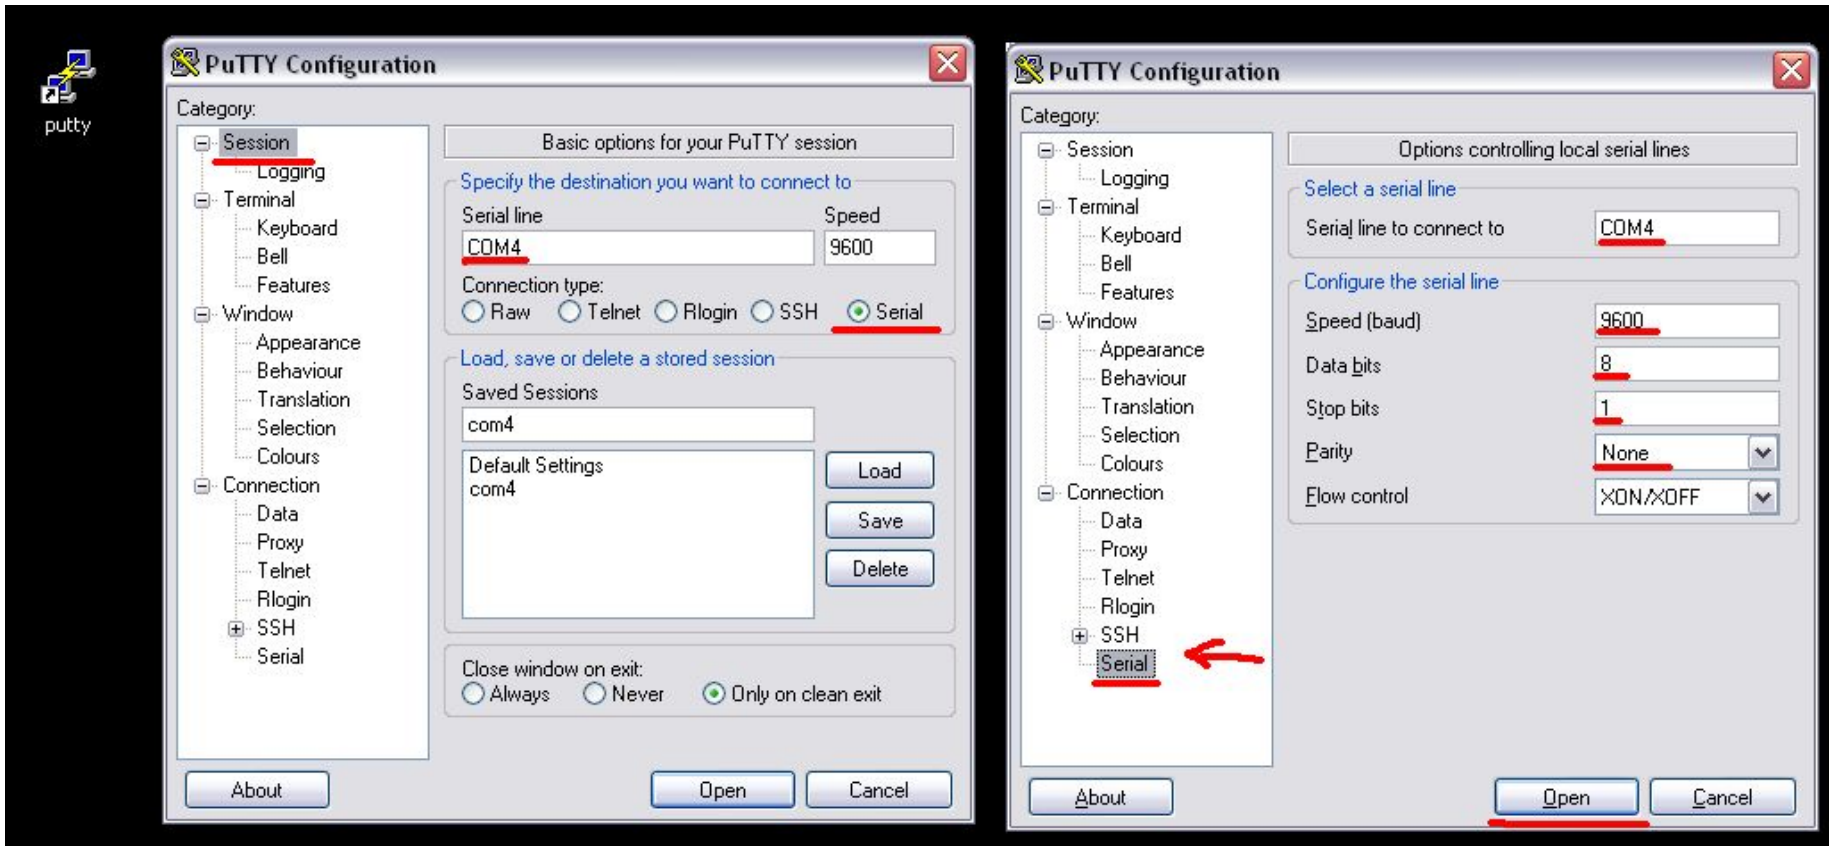 putty
PuTTY Configuration
Category:
Session
Logging
Terminal
Keyboard
Bell
Features
Window
Appearance
Behaviour
Translation
Selection
Colours
Connection
Data
Proxy
Telnet
Rlogin
SSH
Serial
Basic options for your PuTTY session
Specify the destination you want to connect to
Serial line Speed
COM4 9600
Connection type:
Raw Telnet Rlogin SSH Serial
Load, save or delete a stored session
Saved Sessions
com4
Default Settings
com4
Load
Save
Delete
Close window on exit:
Always Never Only on clean exit
About Open Cancel
PuTTY Configuration
Category:
Session
Logging
Terminal
Keyboard
Bell
Features
Window
Appearance
Behaviour
Translation
Selection
Colours
Connection
Data
Proxy
Telnet
Rlogin
SSH
Serial
Options controlling local serial lines
Select a serial line
Serial line to connect to COM4
Configure the serial line
Speed (baud) 9600
Data bits 8
Stop bits 1
Parity None
Flow control XON/XOFF
About Open Cancel